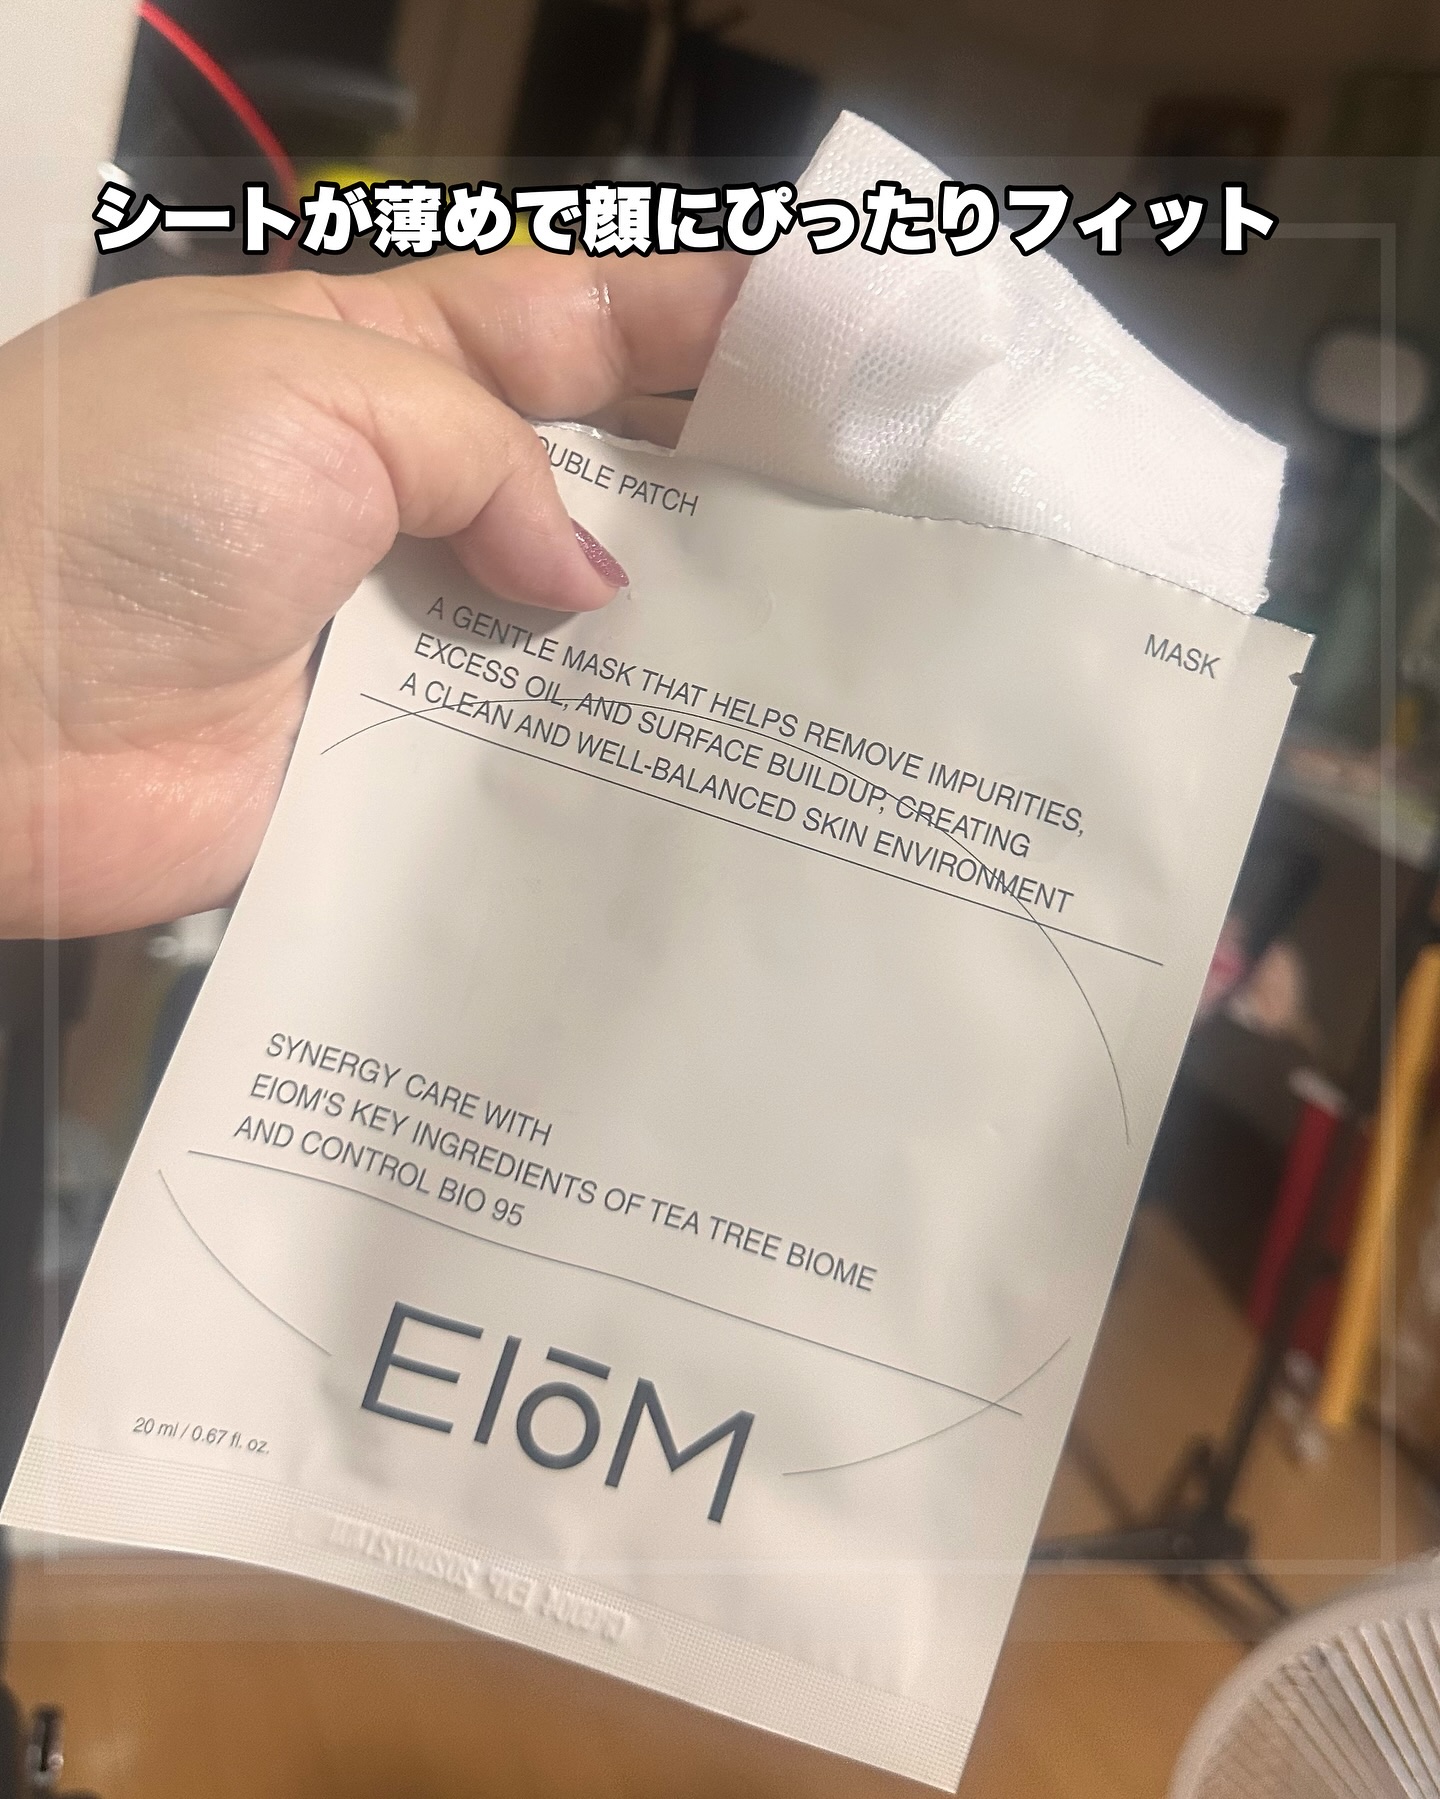 シートが薄めで顔にぴったりフィット
PATCH
MASK
A GENTLE MASK THAT HELPS REMOVE IMPURITIES,
EXCESS OIL, AND SURFACE BUILDUP, CREATING
A CLEAN AND WELL-BALANCED SKIN ENVIRONMENT
SYNERGY CARE WITH
EIOM'S KEY INGREDIENTS OF TEA TREE BIOME
AND CONTROL BIO 95
EIōM
20 ml / 0.67 fl. oz.